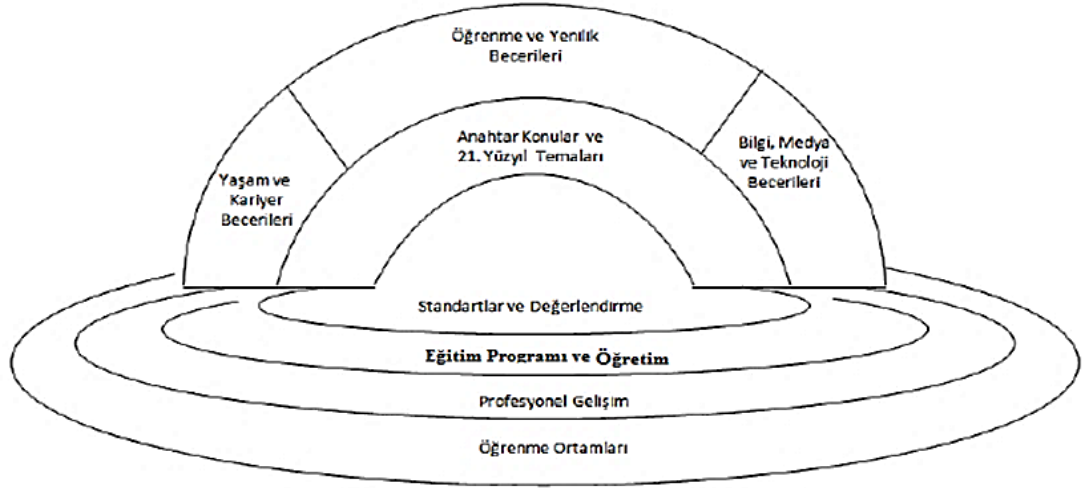 Öğrenme ve Yenilik
Becerileri
Anahtar Konular ve
21. Yüzyıl Temaları
Bilgi, Medya
ve Teknoloji
Becerileri
Yaşam ve
Kariyer
Becerileri
Standartlar ve Değerlendirme
Eğitim Programı ve Öğretim
Profesyonel Gelişim
Öğrenme Ortamları